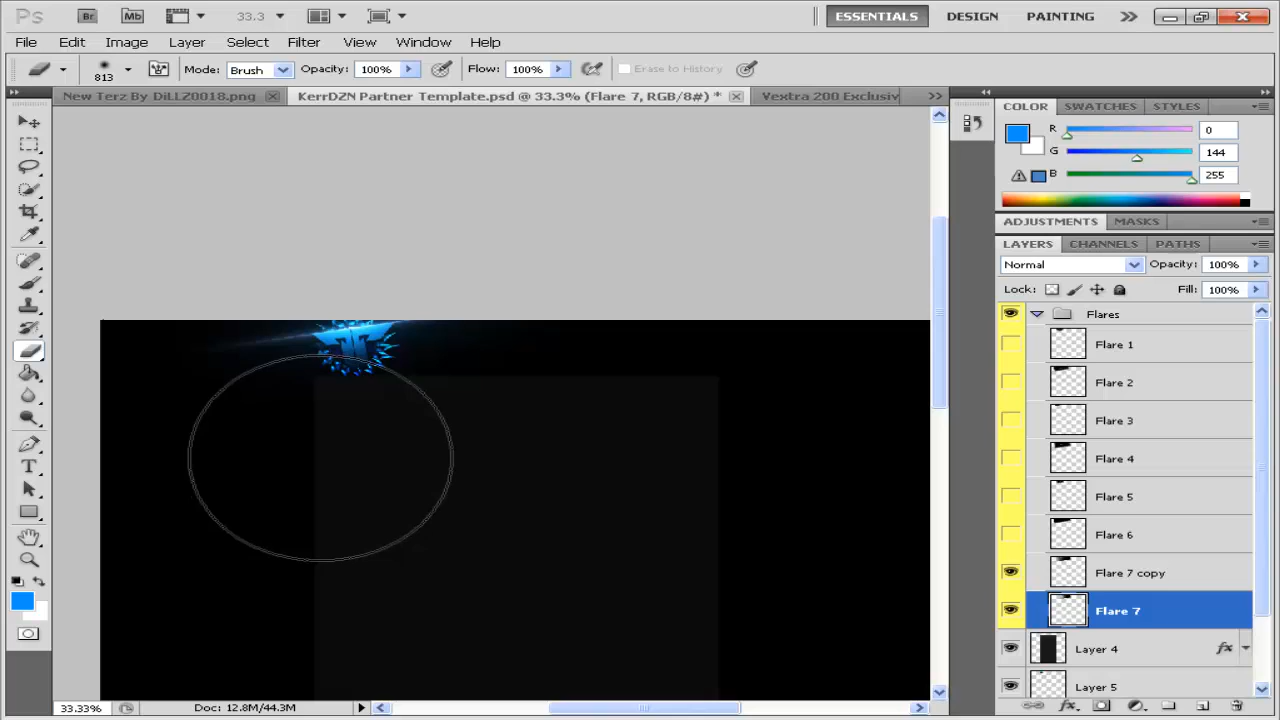 Ps Br Mb 33.3 ESSENTIALS DESIGN PAINTING
File Edit Image Layer Select Filter View Window Help
813 Mode: Brush Opacity: 100% Flow: 100% Erase to History
New Terz By DiLLZ0018.png KerrDZN Partner Template.psd @ 33.3% (Flare 7, RGB/8#) * Vextra 200 Exclusiv
COLOR SWATCHES STYLES
R 0
G 144
B 255
ADJUSTMENTS MASKS
LAYERS CHANNELS PATHS
Normal Opacity: 100%
Lock: Fill: 100%
Flares
Flare 1
Flare 2
Flare 3
Flare 4
Flare 5
Flare 6
Flare 7 copy
Flare 7
Layer 4 fx
Layer 5
T
33.33% Doc: 12.8M/44.3M
fx